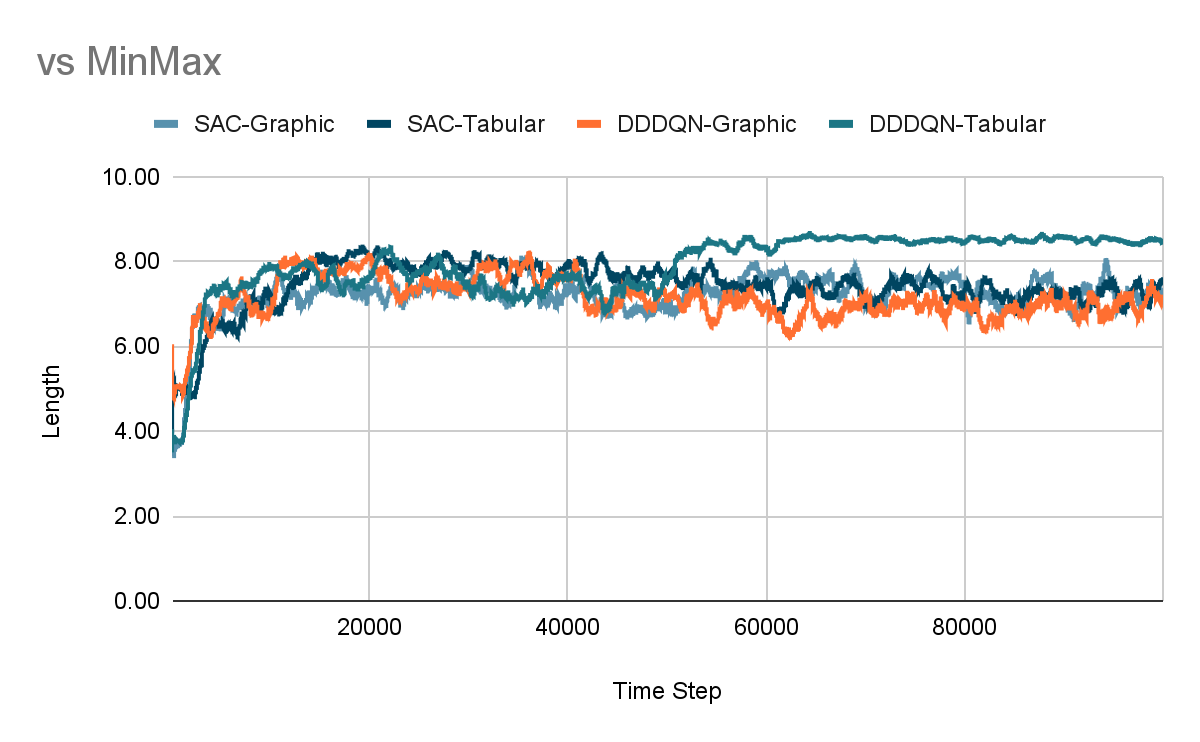 vs MinMax
SAC-Graphic SAC-Tabular DDDQN-Graphic DDDQN-Tabular
10.00
8.00
6.00
4.00
2.00
0.00
Length
20000 40000 60000 80000
Time Step